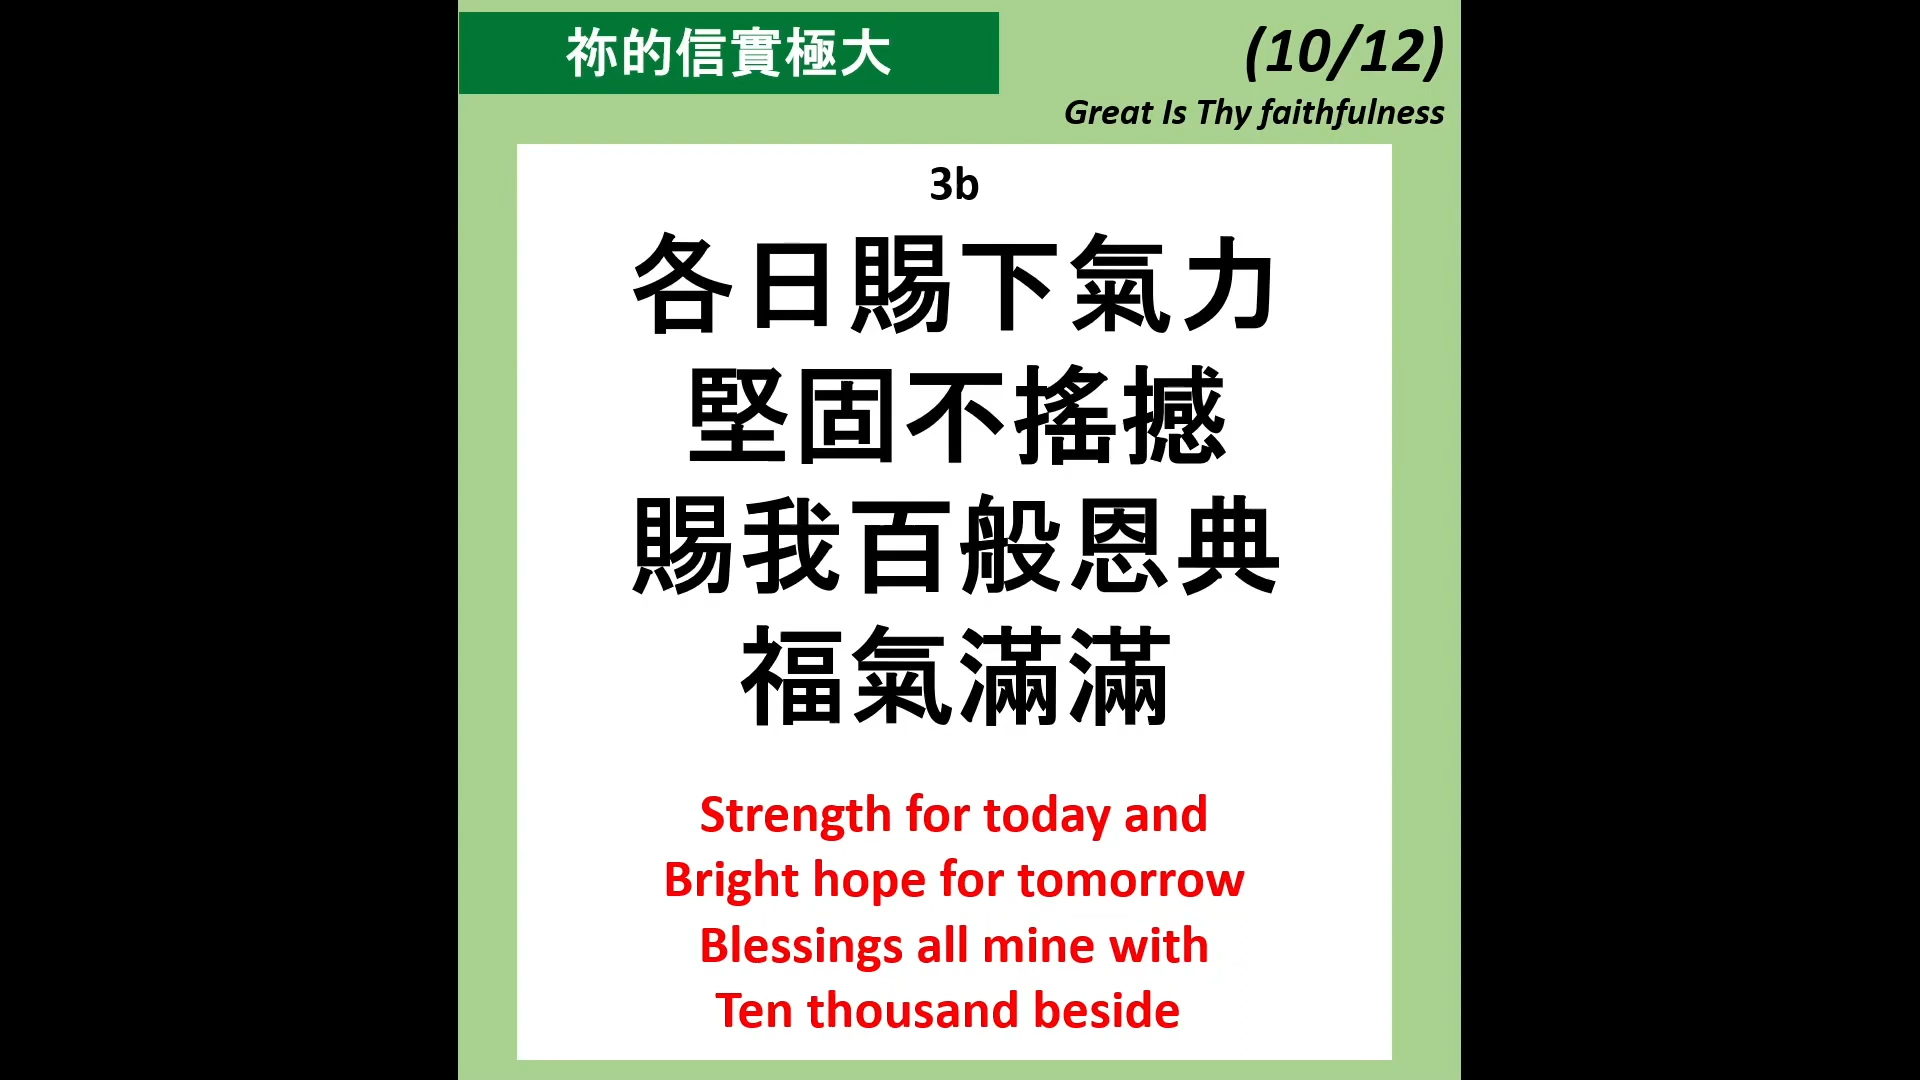 祢的信實極大
(10/12)
Great Is Thy faithfulness
3b
各日賜下氣力
堅固不搖撼
賜我百般恩典
福氣滿滿
Strength for today and
Bright hope for tomorrow
Blessings all mine with
Ten thousand beside